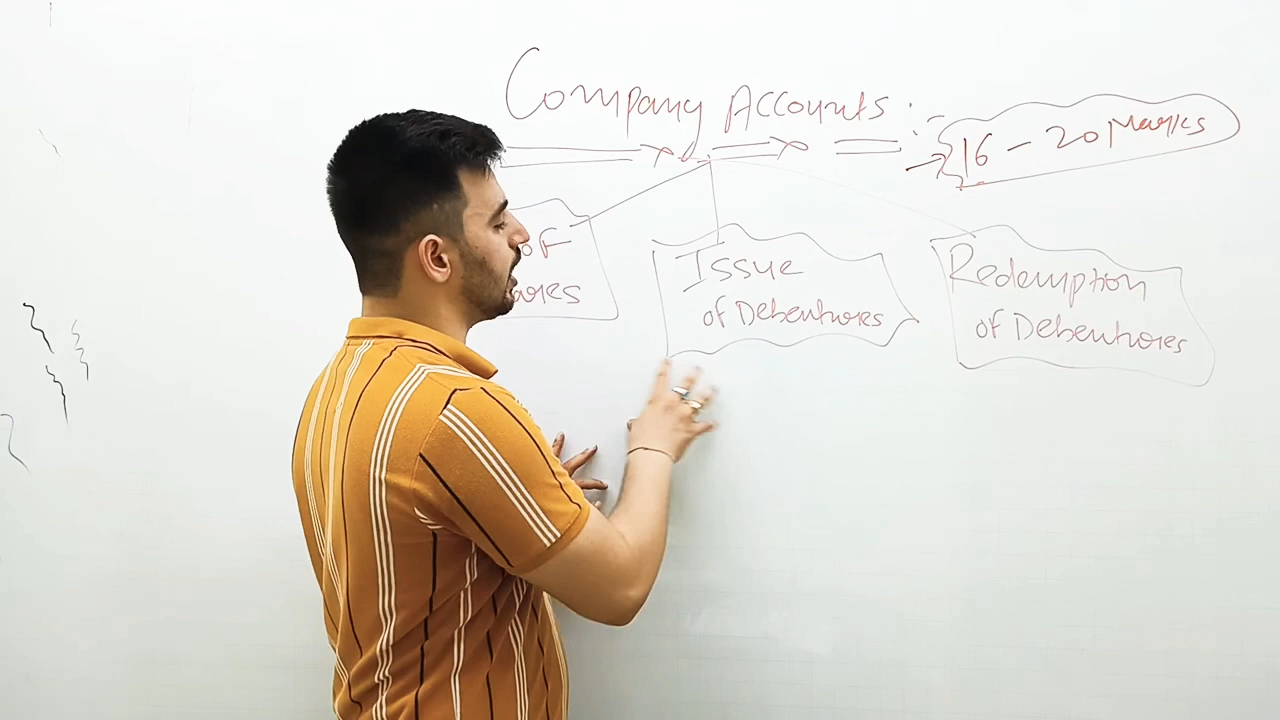 Company Accounts :-
16 - 20 Marks
of
Issue
of Debentures
Redemption
of Debentures